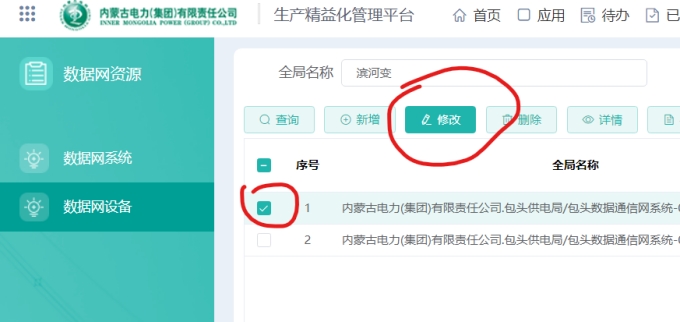 内蒙古电力(集团)有限责任公司
INNER MONGOLIA POWER (GROUP) CO.,LTD
生产精益化管理平台
首页 应用 待办 已
数据网资源
全局名称 滨河变
查询 新增 修改 删除 详情
序号 全局名称
数据网系统
数据网设备
1 内蒙古电力(集团)有限责任公司.包头供电局/包头数据通信网系统-
2 内蒙古电力(集团)有限责任公司.包头供电局/包头数据通信网系统-